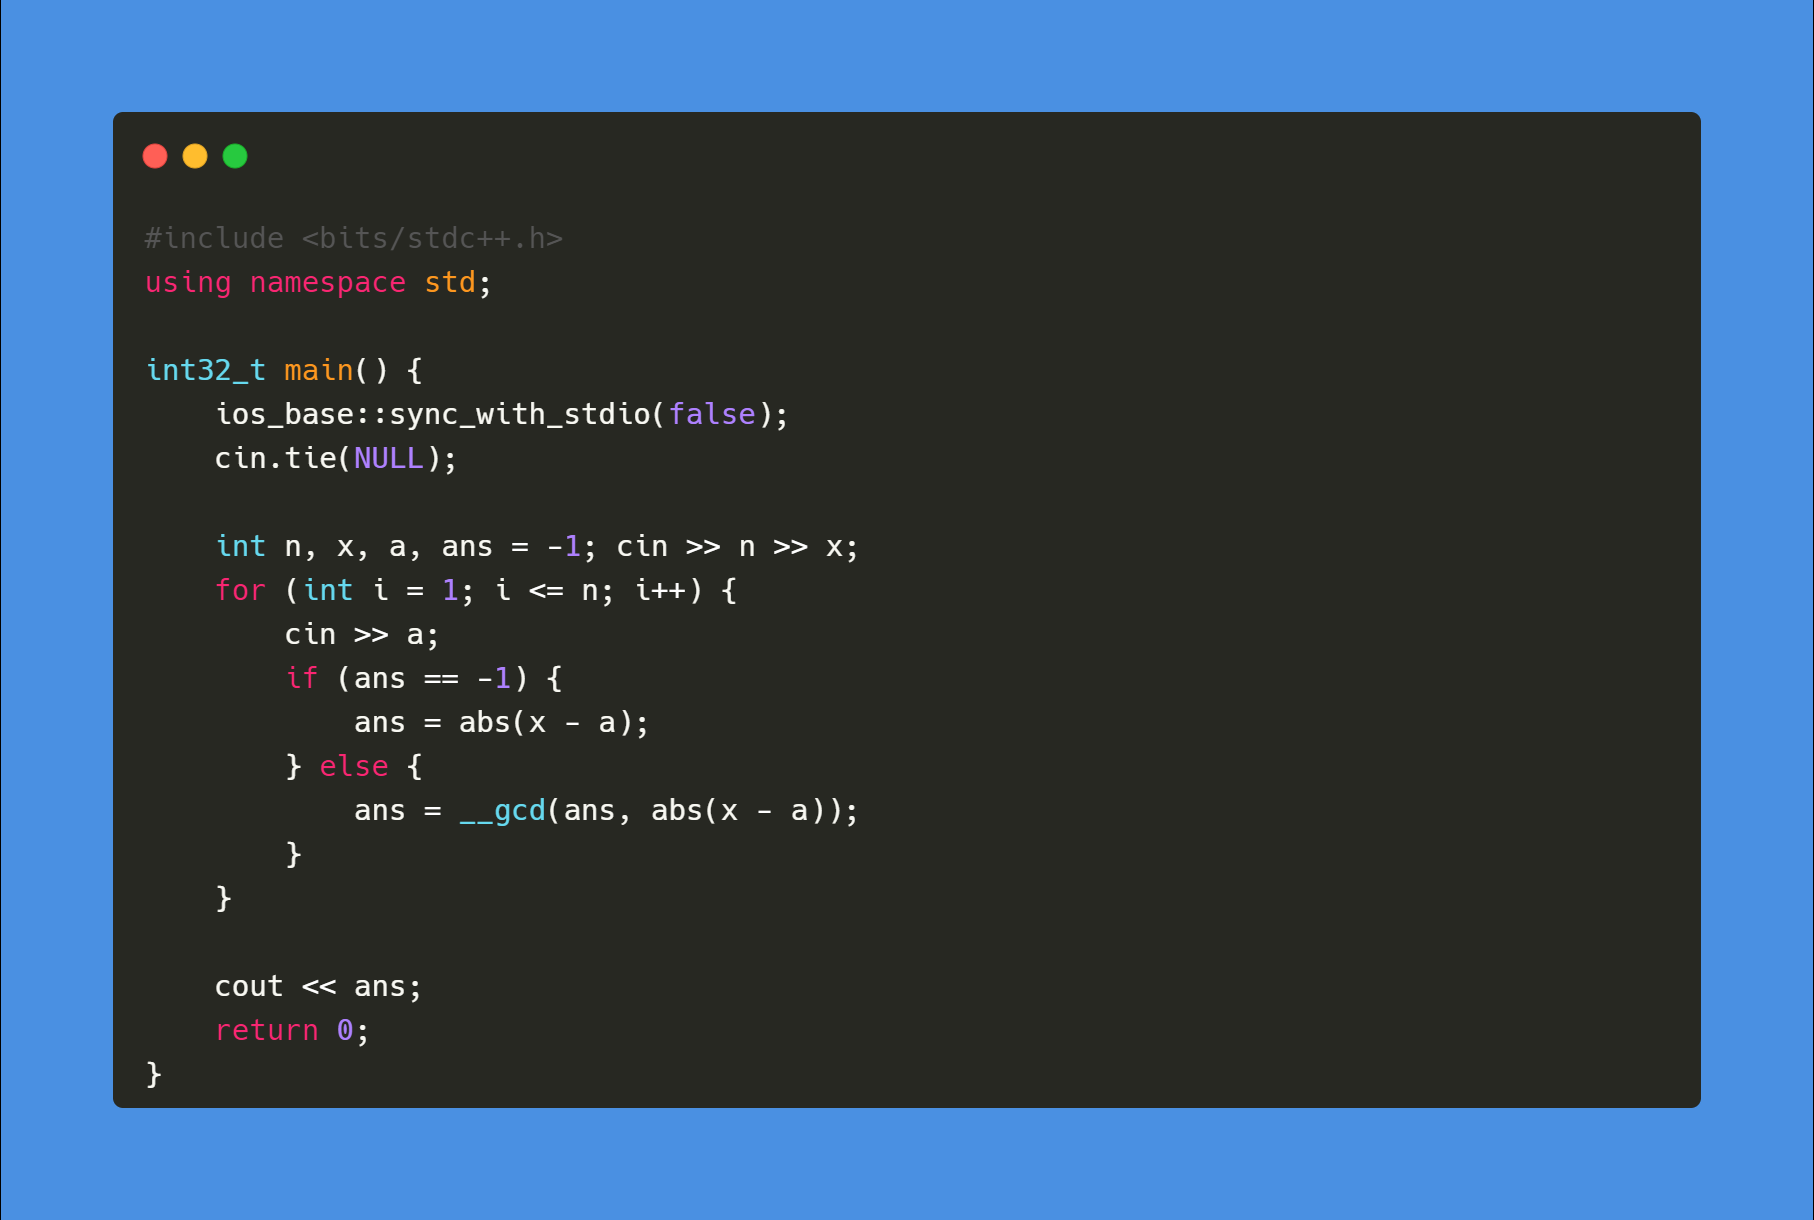 #include <bits/stdc++.h>
using namespace std;

int32_t main() {
    ios_base::sync_with_stdio(false);
    cin.tie(NULL);

    int n, x, a, ans = -1; cin >> n >> x;
    for (int i = 1; i <= n; i++) {
        cin >> a;
        if (ans == -1) {
            ans = abs(x - a);
        } else {
            ans = __gcd(ans, abs(x - a));
        }
    }

    cout << ans;
    return 0;
}